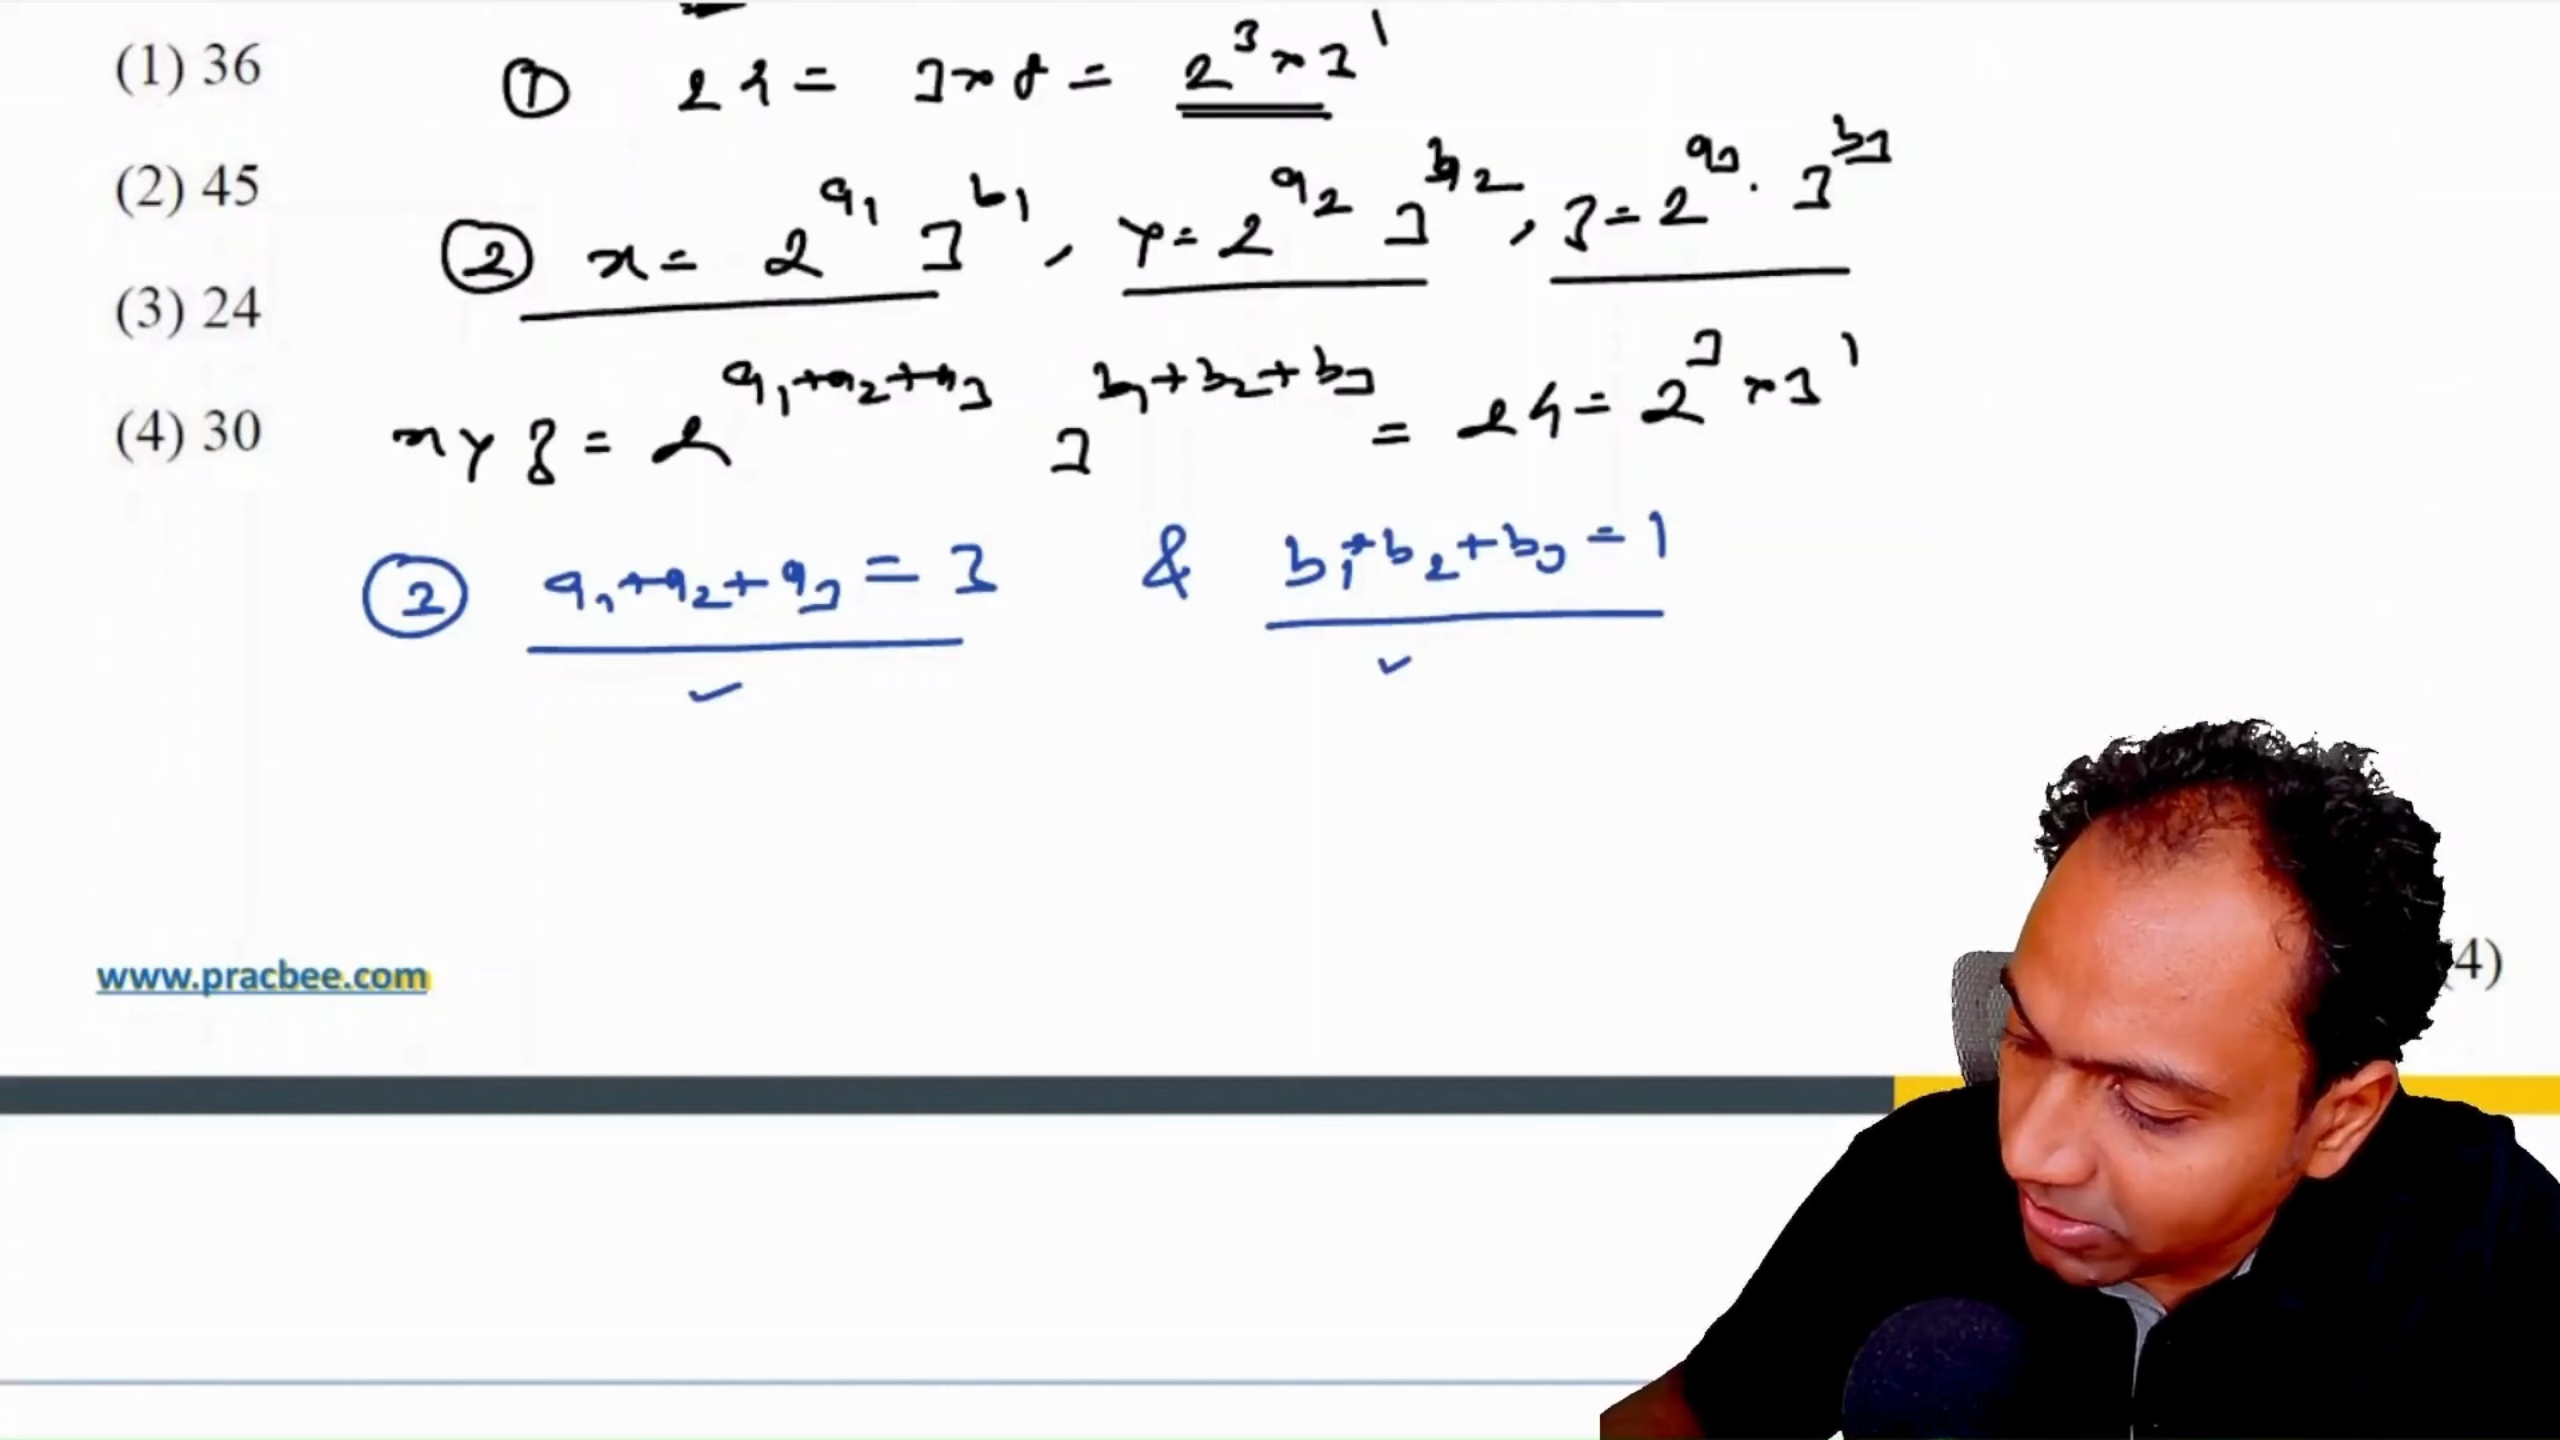 (1) 36
① 24 = 3×8 = 2³×3¹
(2) 45
② x = 2^a₁ 3^b₁, y = 2^a₂ 3^b₂, z = 2^a₃ · 3^b₃
(3) 24
(4) 30
xyz = 2^a₁+a₂+a₃ 3^b₁+b₂+b₃ = 24 = 2³×3¹
② a₁+a₂+a₃ = 3 & b₁+b₂+b₃ = 1
www.pracbee.com
4)